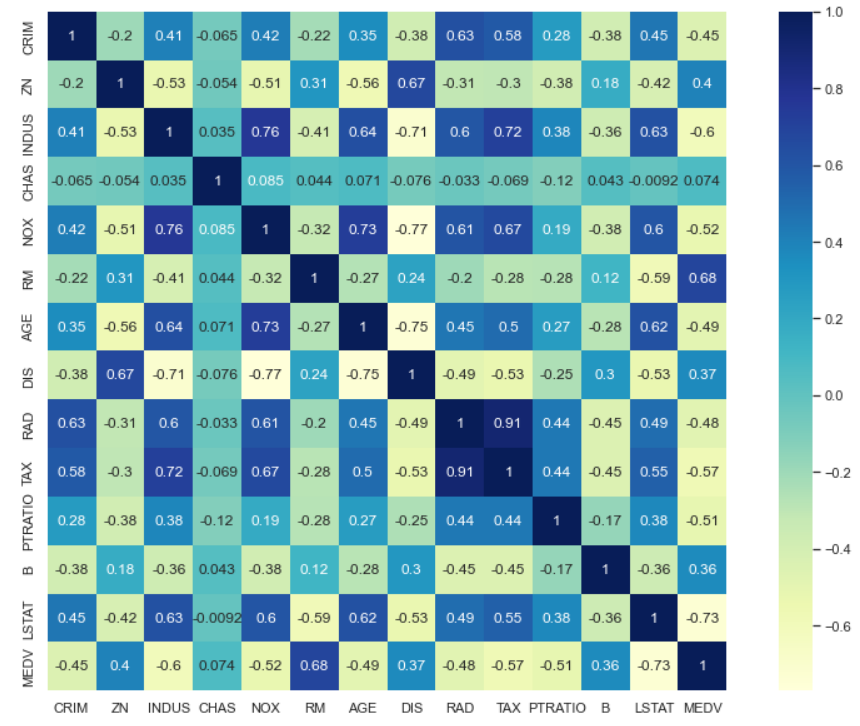 CRIM 1 -0.2 0.41 -0.065 0.42 -0.22 0.35 -0.38 0.63 0.58 0.28 -0.38 0.45 -0.45
ZN -0.2 1 -0.53 -0.054 -0.51 0.31 -0.56 0.67 -0.31 -0.3 -0.38 0.18 -0.42 0.4
INDUS 0.41 -0.53 1 0.035 0.76 -0.41 0.64 -0.71 0.6 0.72 0.38 -0.36 0.63 -0.6
CHAS -0.065 -0.054 0.035 1 0.085 0.044 0.071 -0.076 -0.033 -0.069 -0.12 0.043 -0.0092 0.074
NOX 0.42 -0.51 0.76 0.085 1 -0.32 0.73 -0.77 0.61 0.67 0.19 -0.38 0.6 -0.52
RM -0.22 0.31 -0.41 0.044 -0.32 1 -0.27 0.24 -0.2 -0.28 -0.28 0.12 -0.59 0.68
AGE 0.35 -0.56 0.64 0.071 0.73 -0.27 1 -0.75 0.45 0.5 0.27 -0.28 0.62 -0.49
DIS -0.38 0.67 -0.71 -0.076 -0.77 0.24 -0.75 1 -0.49 -0.53 -0.25 0.3 -0.53 0.37
RAD 0.63 -0.31 0.6 -0.033 0.61 -0.2 0.45 -0.49 1 0.91 0.44 -0.45 0.49 -0.48
TAX 0.58 -0.3 0.72 -0.069 0.67 -0.28 0.5 -0.53 0.91 1 0.44 -0.45 0.55 -0.57
PTRATIO 0.28 -0.38 0.38 -0.12 0.19 -0.28 0.27 -0.25 0.44 0.44 1 -0.17 0.38 -0.51
B -0.38 0.18 -0.36 0.043 -0.38 0.12 -0.28 0.3 -0.45 -0.45 -0.17 1 -0.36 0.36
LSTAT 0.45 -0.42 0.63 -0.0092 0.6 -0.59 0.62 -0.53 0.49 0.55 0.38 -0.36 1 -0.73
MEDV -0.45 0.4 -0.6 0.074 -0.52 0.68 -0.49 0.37 -0.48 -0.57 -0.51 0.36 -0.73 1
CRIM ZN INDUS CHAS NOX RM AGE DIS RAD TAX PTRATIO B LSTAT MEDV
1.0
0.8
0.6
0.4
0.2
0.0
-0.2
-0.4
-0.6